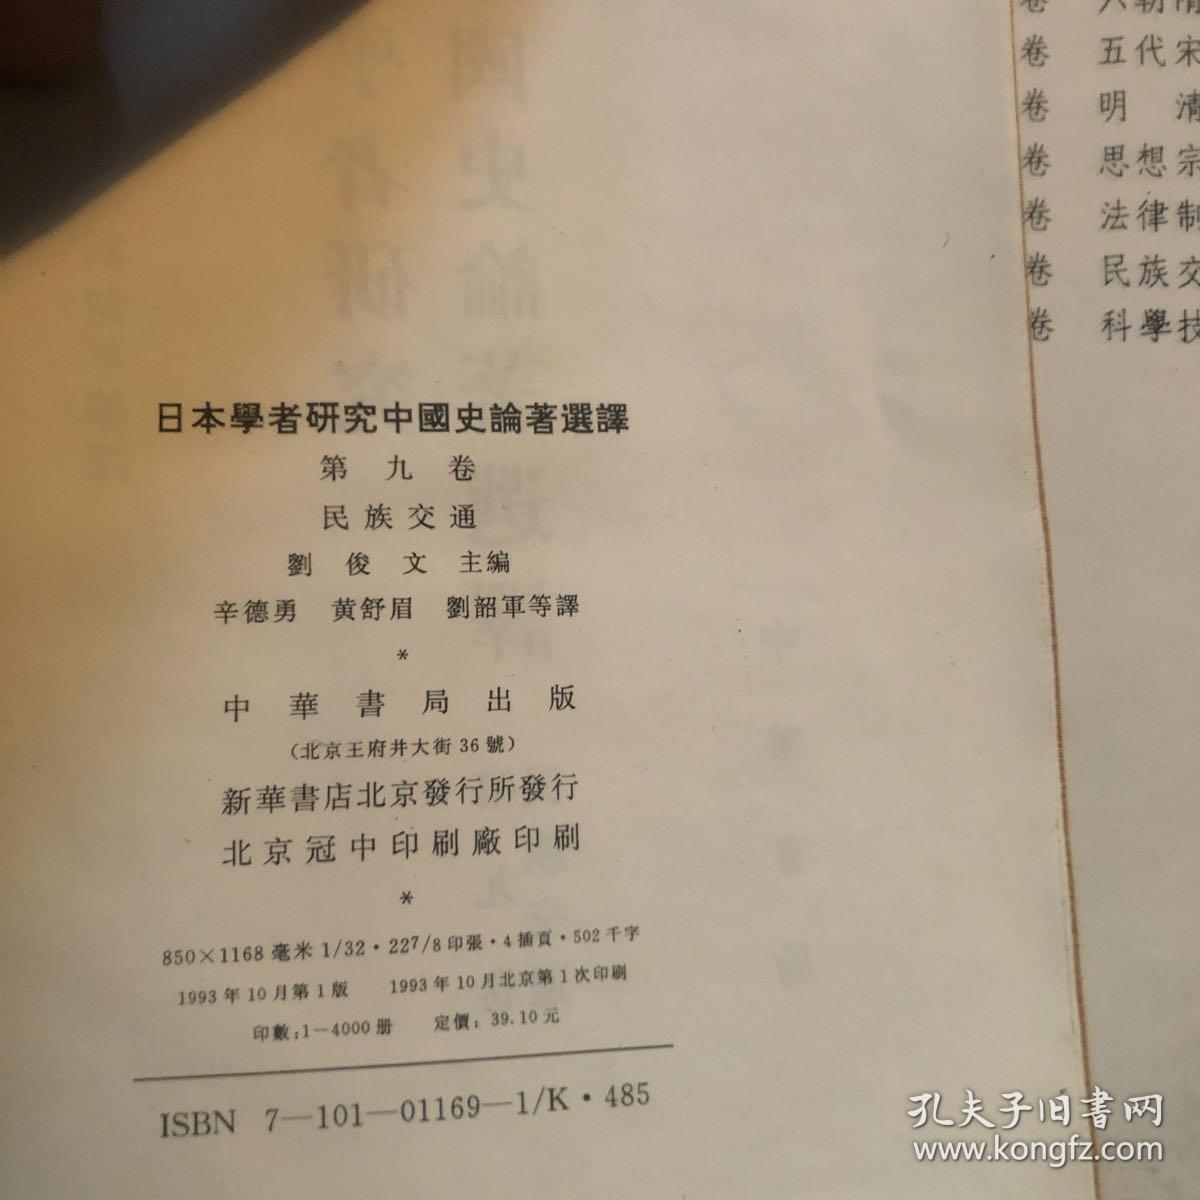 日本學者研究中國史論著選譯
第九卷
民族交通
劉俊文 主編
辛德勇 黄舒眉 劉韶軍等譯
*
中華書局出版
（北京王府井大街36號）
新華書店北京發行所發行
北京冠中印刷廠印刷
*
850×1168毫米 1/32·227/8印張·4插頁·502千字
1993年10月第1版 1993年10月北京第1次印刷
印數：1—4000册 定價：39.10元
ISBN 7—101—01169—1/K·485
卷 五代宋
卷 明 清
卷 思想宗
卷 法律制
卷 民族交
卷 科學技
孔夫子旧书网
www.kongfz.com